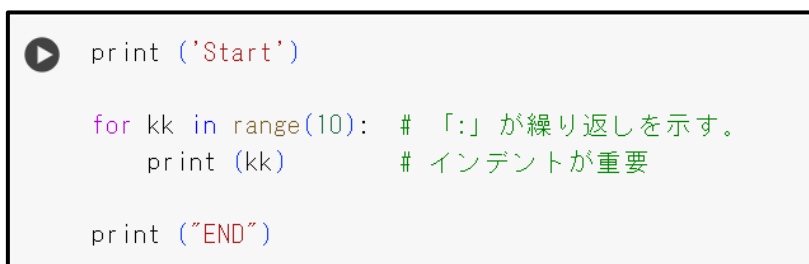 print ('Start')
for kk in range(10): # 「:」が繰り返しを示す。
print (kk) # インデントが重要
print ("END")